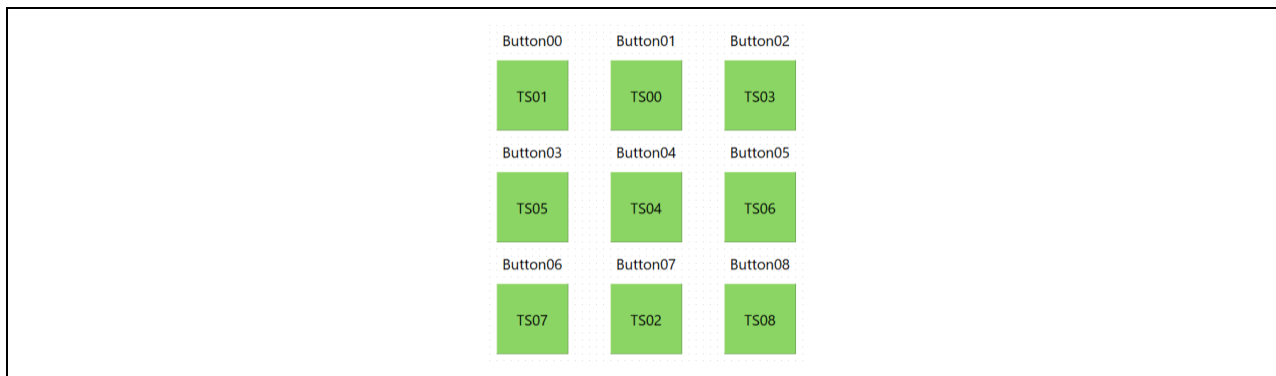 Button00 Button01 Button02
TS01 TS00 TS03
Button03 Button04 Button05
TS05 TS04 TS06
Button06 Button07 Button08
TS07 TS02 TS08